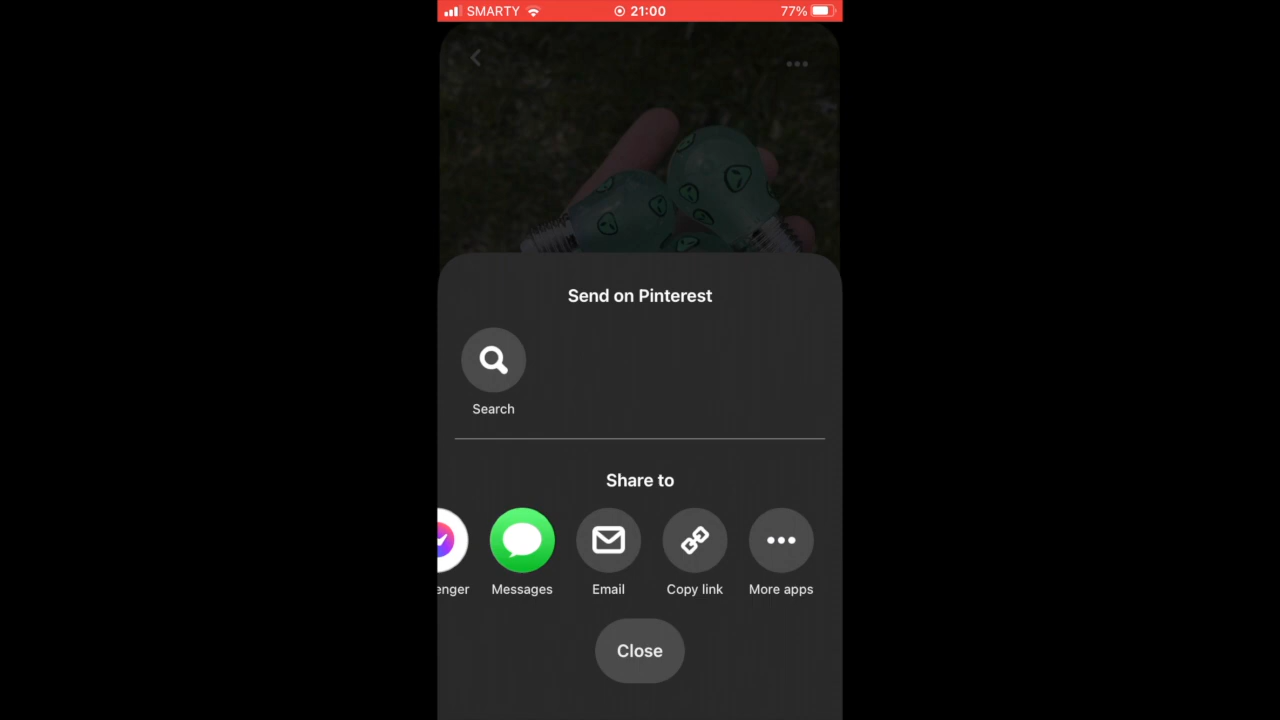 SMARTY 21:00 77%
Send on Pinterest
Search
Share to
enger Messages Email Copy link More apps
Close